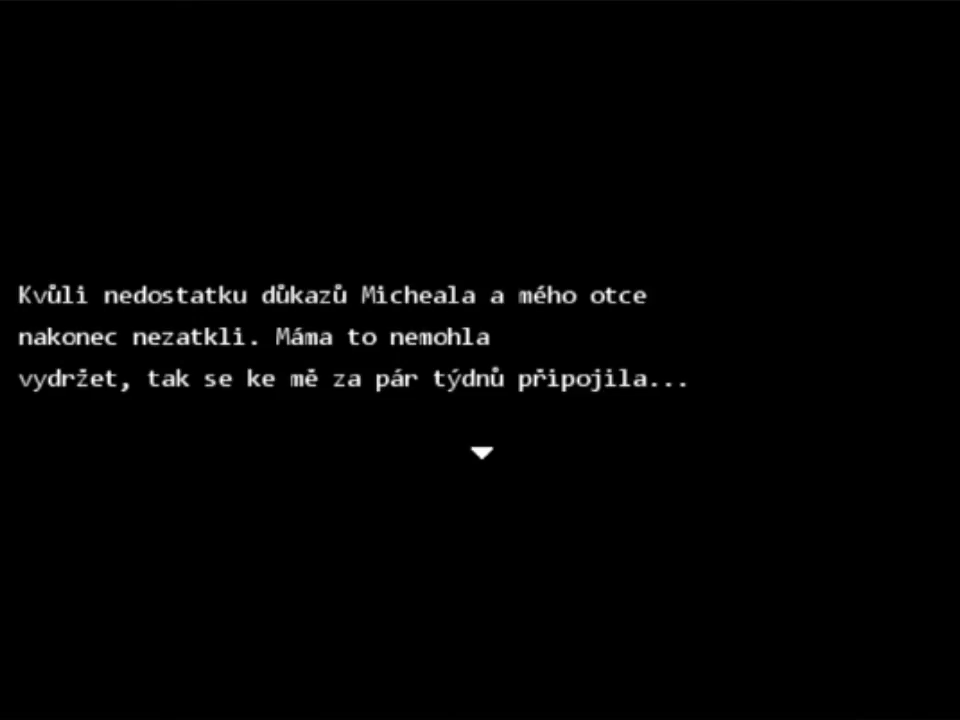 Kvůli nedostatku důkazů Micheala a mého otce
nakonec nezatkli. Máma to nemohla
vydržet, tak se ke mě za pár týdnů připojila...